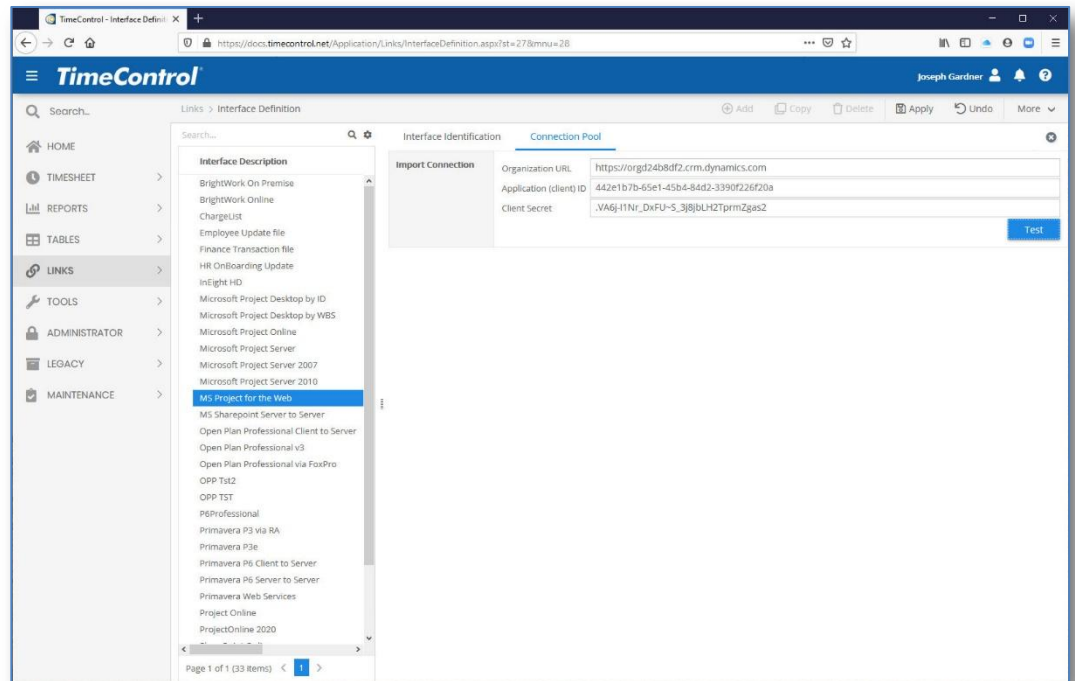 TimeControl - Interface Definiti
https://docs.timecontrol.net/Application/Links/InterfaceDefinition.aspx?st=27&mnu=28
TimeControl
Joseph Gardner
Search...
Links > Interface Definition
Add Copy Delete Apply Undo More
Search...
Interface Identification Connection Pool
HOME
TIMESHEET
REPORTS
TABLES
LINKS
TOOLS
ADMINISTRATOR
LEGACY
MAINTENANCE
Interface Description
BrightWork On Premise
BrightWork Online
ChargeList
Employee Update file
Finance Transaction file
HR OnBoarding Update
InEight HD
Microsoft Project Desktop by ID
Microsoft Project Desktop by WBS
Microsoft Project Online
Microsoft Project Server
Microsoft Project Server 2007
Microsoft Project Server 2010
MS Project for the Web
MS Sharepoint Server to Server
Open Plan Professional Client to Server
Open Plan Professional v3
Open Plan Professional via FoxPro
OPP Tst2
OPP TST
P6Professional
Primavera P3 via RA
Primavera P3e
Primavera P6 Client to Server
Primavera P6 Server to Server
Primavera Web Services
Project Online
ProjectOnline 2020
Page 1 of 1 (33 items) < 1 >
Import Connection
Organization URL https://orgd24b8df2.crm.dynamics.com
Application (client) ID 442e1b7b-65e1-45b4-84d2-3390f226f20a
Client Secret .VA6j-I1Nr_DxFU~S_3j8jbLH2TprmZgas2
Test